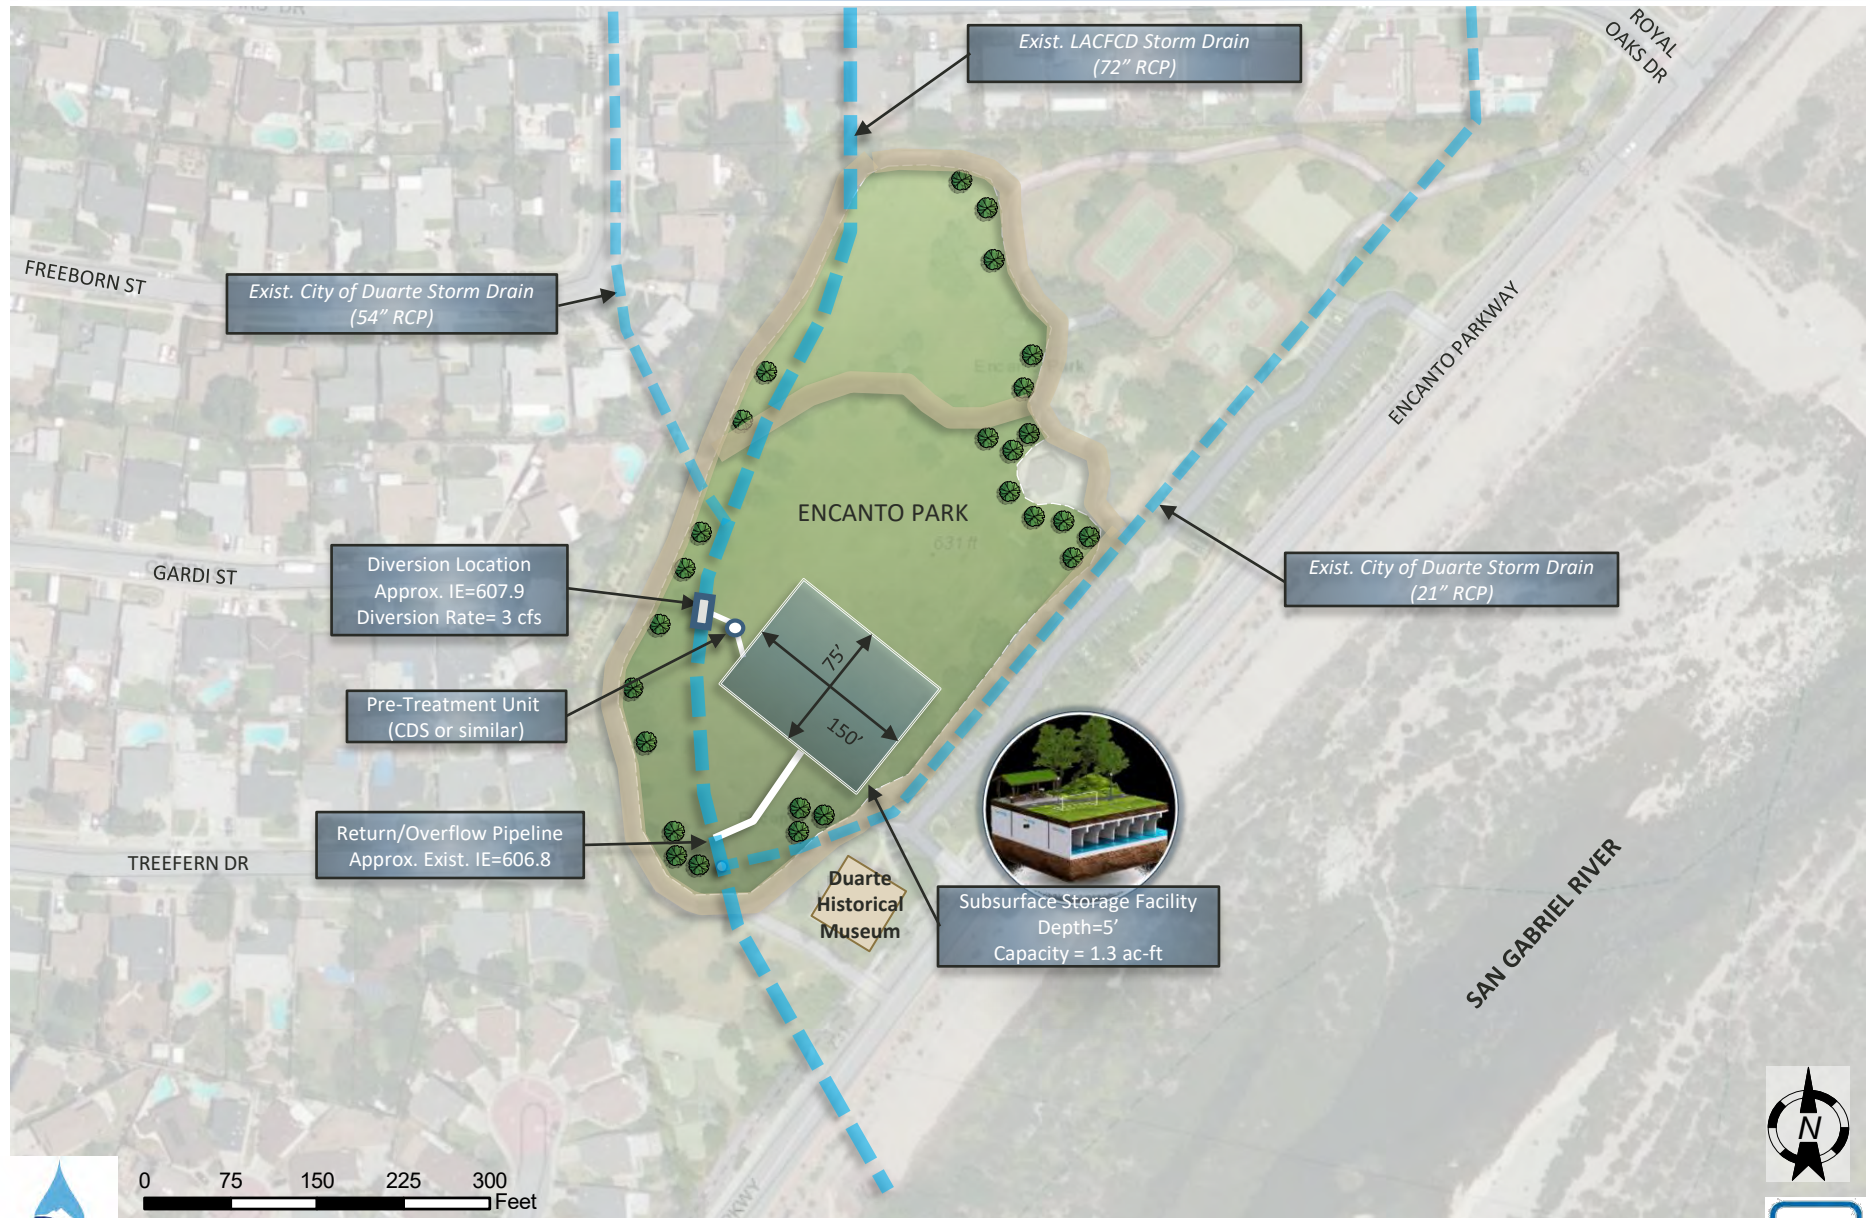 ROYAL
OAKS DR
Exist. LACFCD Storm Drain
(72” RCP)
FREEBORN ST
Exist. City of Duarte Storm Drain
(54” RCP)
ENCANTO PARKWAY
Encanto Park
ENCANTO PARK
631 ft
Diversion Location
Approx. IE=607.9
Diversion Rate= 3 cfs
GARDI ST
Exist. City of Duarte Storm Drain
(21” RCP)
75’
150’
Pre-Treatment Unit
(CDS or similar)
Return/Overflow Pipeline
Approx. Exist. IE=606.8
TREEFERN DR
Duarte
Historical
Museum
Subsurface Storage Facility
Depth=5’
Capacity = 1.3 ac-ft
SAN GABRIEL RIVER
N
0 75 150 225 300
Feet